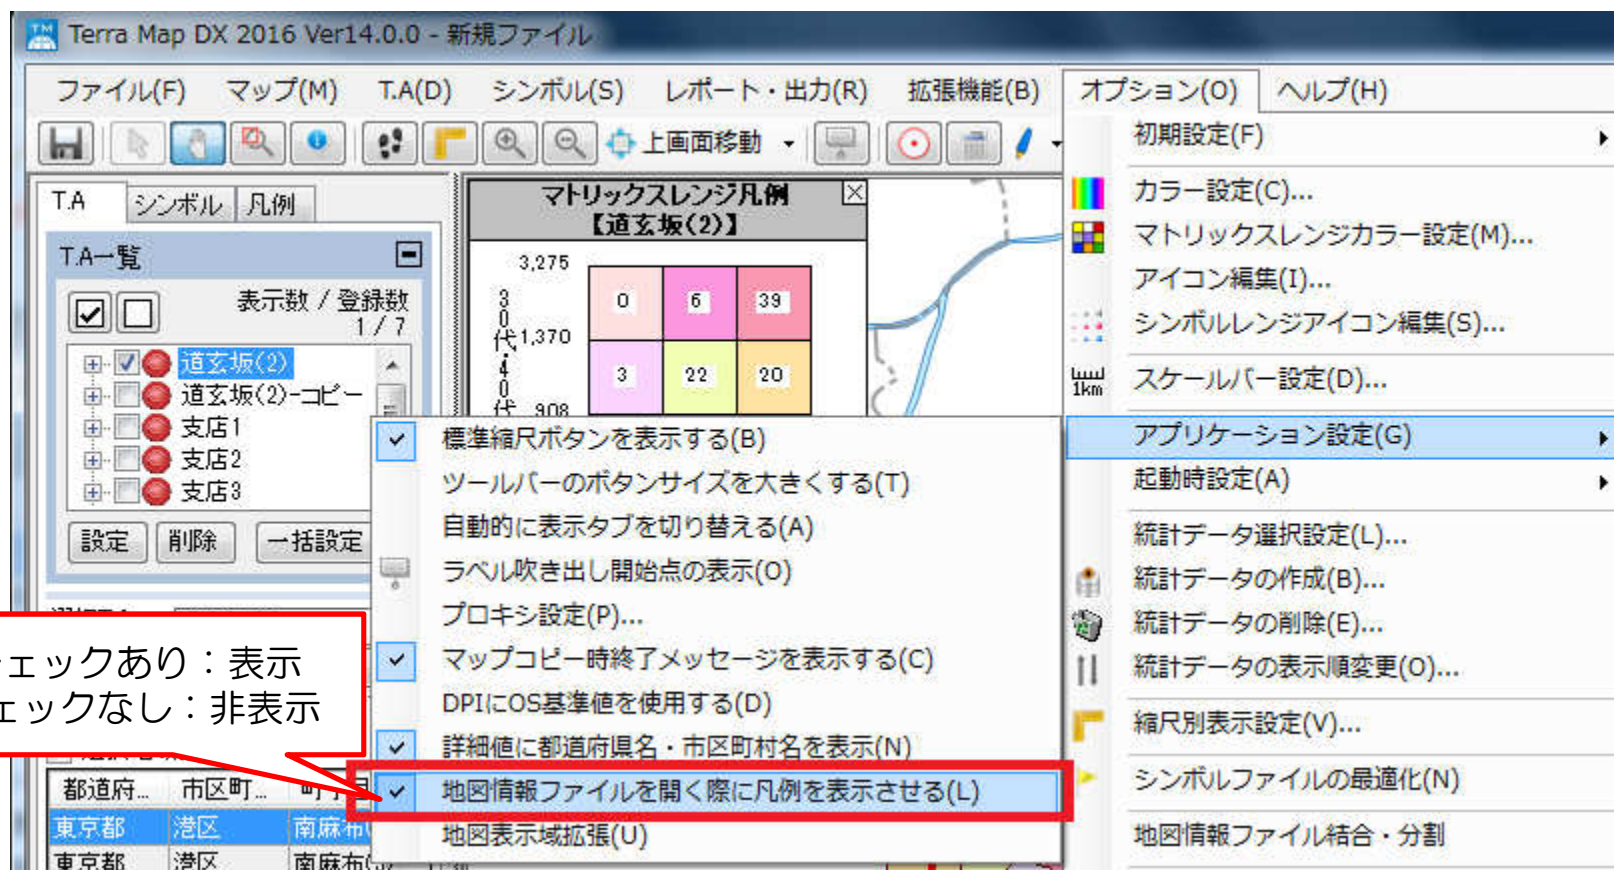 Terra Map DX 2016 Ver14.0.0 - 新規ファイル
ファイル(F) マップ(M) T.A(D) シンボル(S) レポート・出力(R) 拡張機能(B) オプション(O) ヘルプ(H)
上画面移動
T.A シンボル 凡例
T.A一覧
表示数 / 登録数
1 / 7
道玄坂(2)
道玄坂(2)-コピー
支店1
支店2
支店3
設定 削除 一括設定
ェックあり：表示
ェックなし：非表示
都道府... 市区町...
東京都 港区 南麻布
東京都 港区 南麻布
マトリックスレンジ凡例
【道玄坂(2)】
3,275
30代・40代
1,370
908
0 6 39
3 22 20
標準縮尺ボタンを表示する(B)
ツールバーのボタンサイズを大きくする(T)
自動的に表示タブを切り替える(A)
ラベル吹き出し開始点の表示(O)
プロキシ設定(P)...
マップコピー時終了メッセージを表示する(C)
DPIにOS基準値を使用する(D)
詳細値に都道府県名・市区町村名を表示(N)
地図情報ファイルを開く際に凡例を表示させる(L)
地図表示域拡張(U)
初期設定(F)
カラー設定(C)...
マトリックスレンジカラー設定(M)...
アイコン編集(I)...
シンボルレンジアイコン編集(S)...
1km スケールバー設定(D)...
アプリケーション設定(G)
起動時設定(A)
統計データ選択設定(L)...
統計データの作成(B)...
統計データの削除(E)...
統計データの表示順変更(O)...
縮尺別表示設定(V)...
シンボルファイルの最適化(N)
地図情報ファイル結合・分割